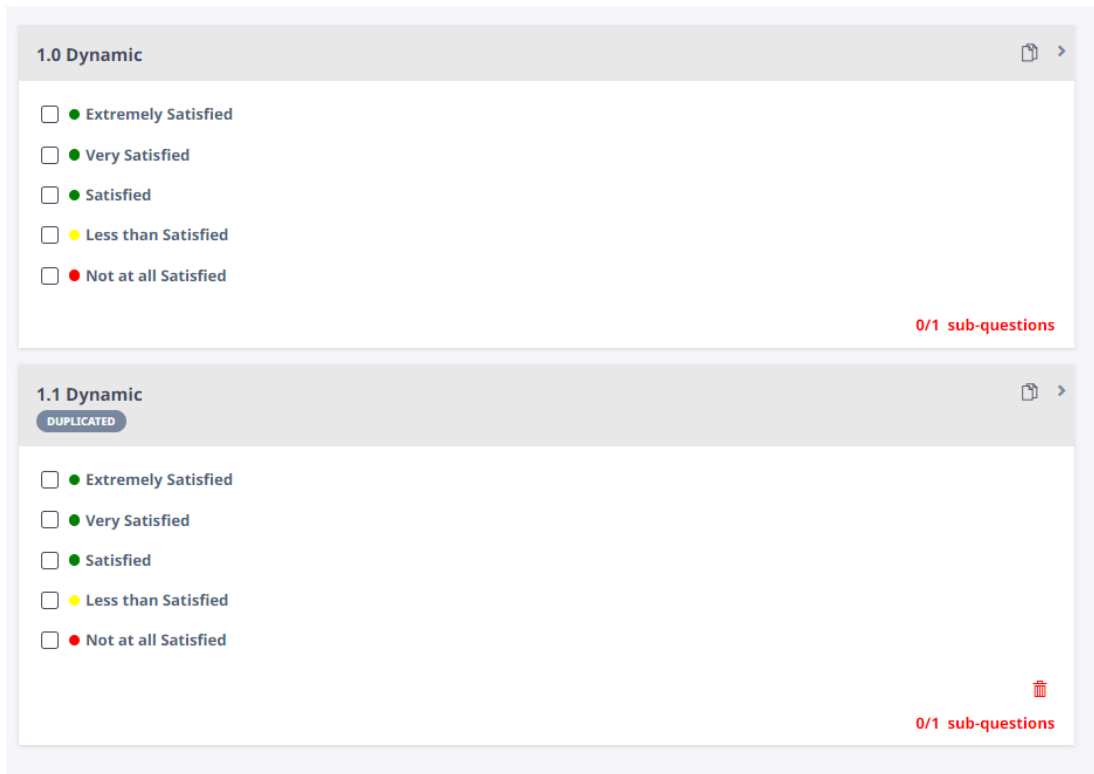 1.0 Dynamic
Extremely Satisfied
Very Satisfied
Satisfied
Less than Satisfied
Not at all Satisfied
0/1 sub-questions
1.1 Dynamic
DUPLICATED
Extremely Satisfied
Very Satisfied
Satisfied
Less than Satisfied
Not at all Satisfied
0/1 sub-questions